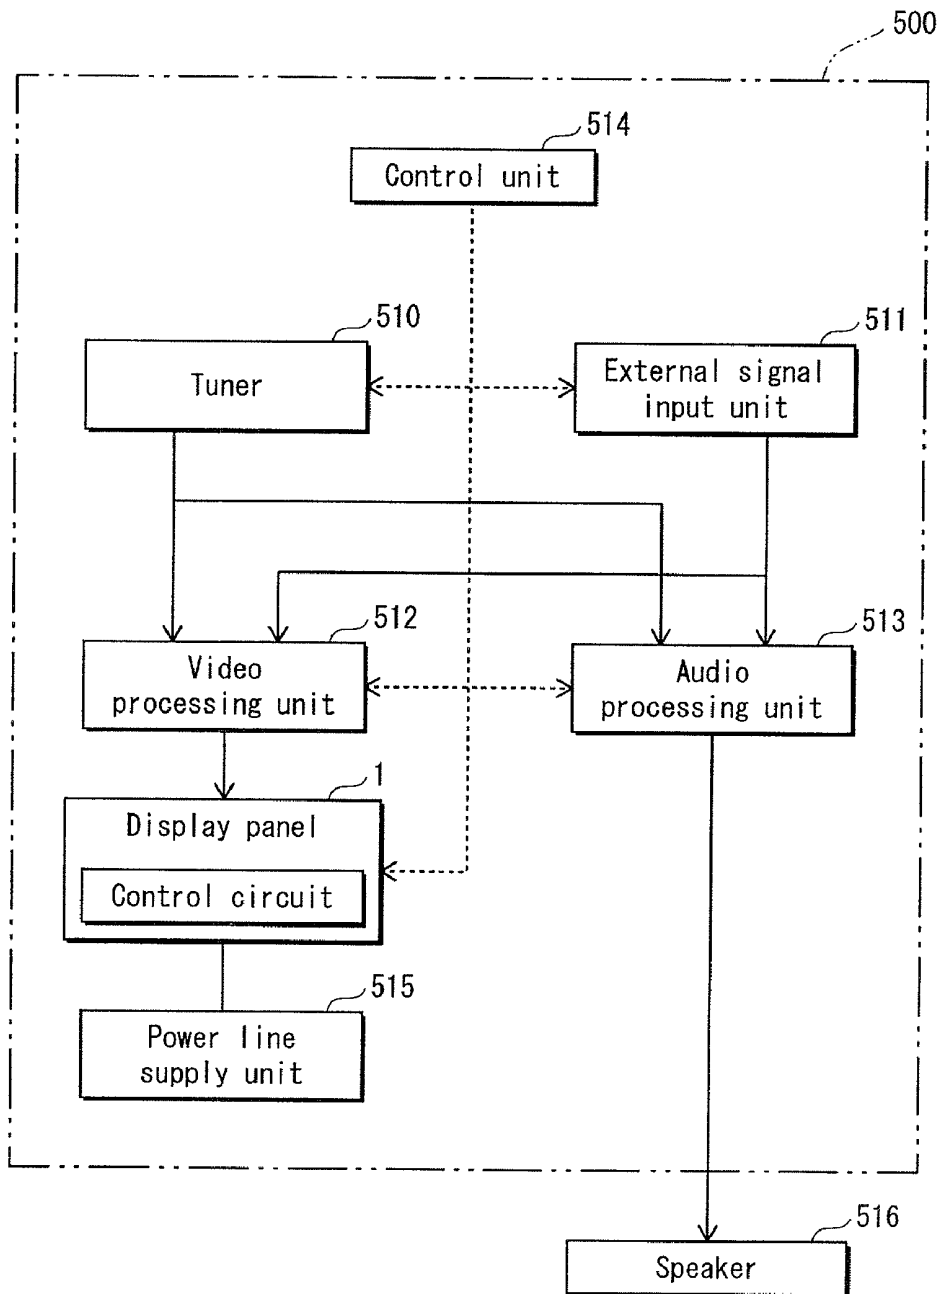 500
514
Control unit
510
Tuner
511
External signal
input unit
512
Video
processing unit
513
Audio
processing unit
1
Display panel
Control circuit
515
Power line
supply unit
516
Speaker